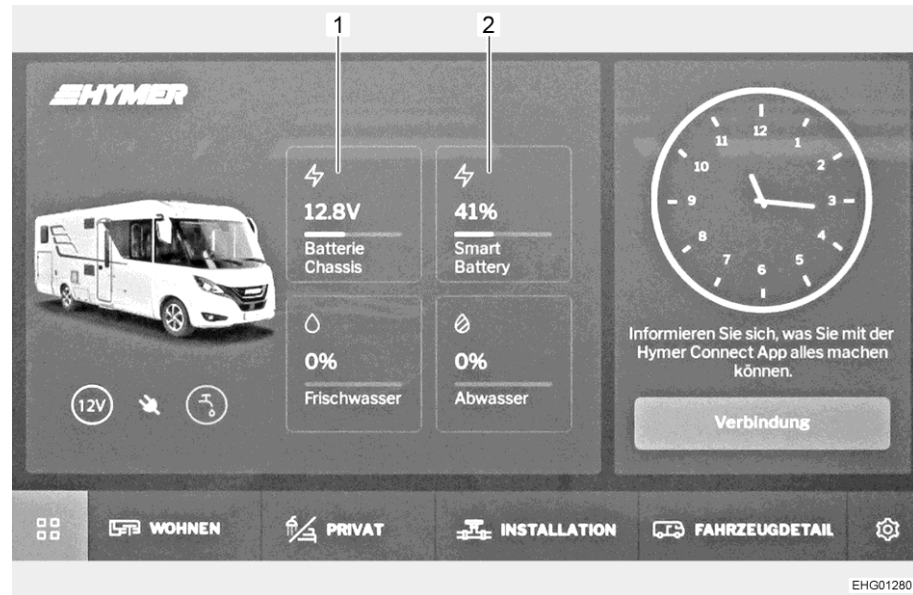 1
2
HYMER
12.8V
Batterie
Chassis
41%
Smart
Battery
0%
Frischwasser
0%
Abwasser
12V
12
1
2
3
4
5
6
7
8
9
10
11
Informieren Sie sich, was Sie mit der
Hymer Connect App alles machen
können.
Verbindung
WOHNEN
PRIVAT
INSTALLATION
FAHRZEUGDETAIL
EHG01280